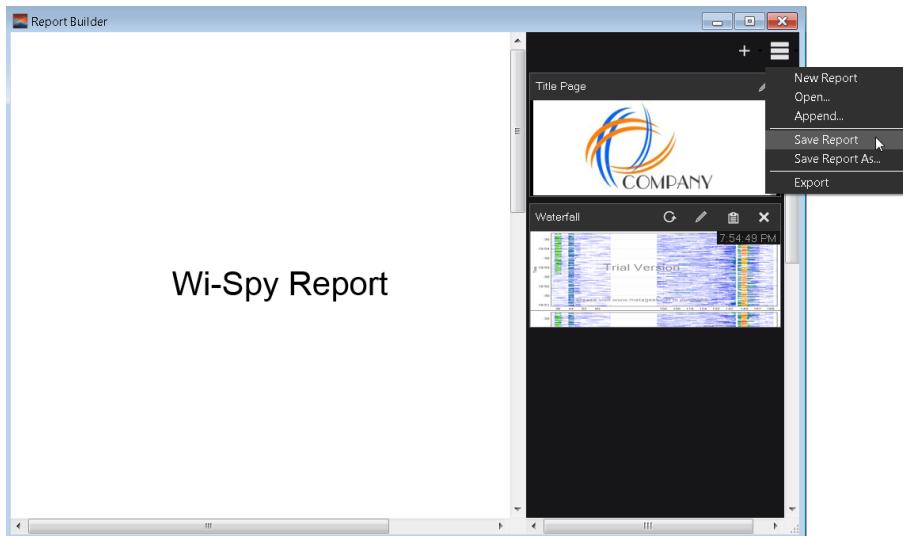 Report Builder
New Report
Open...
Append...
Save Report
Save Report As...
Export
Title Page
COMPANY
Waterfall
7:54:49 PM
Trial Version
Wi-Spy Report